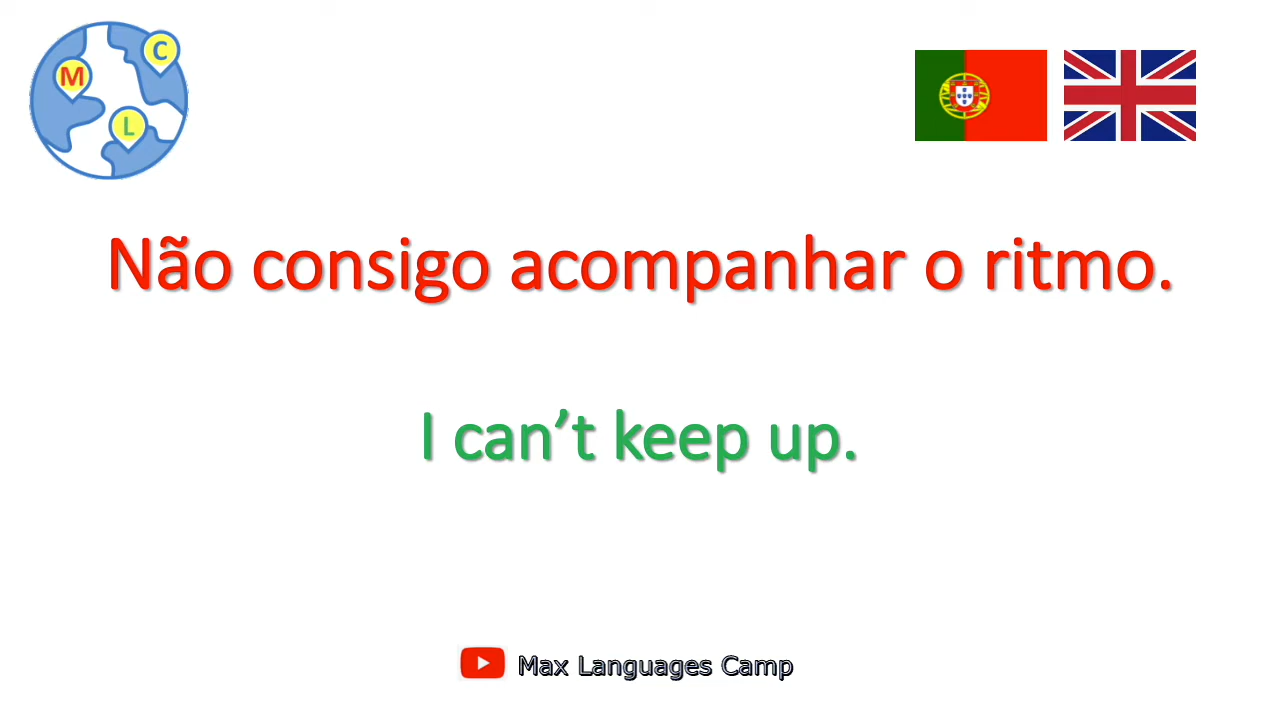 M
C
L
Não consigo acompanhar o ritmo.
I can’t keep up.
Max Languages Camp